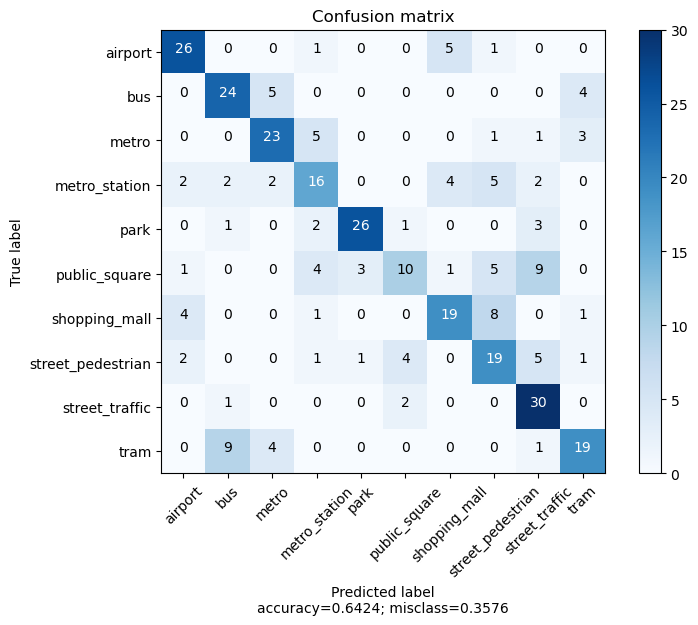 Confusion matrix
airport 26 0 0 1 0 0 5 1 0 0
bus 0 24 5 0 0 0 0 0 0 4
metro 0 0 23 5 0 0 0 1 1 3
metro_station 2 2 2 16 0 0 4 5 2 0
park 0 1 0 2 26 1 0 0 3 0
public_square 1 0 0 4 3 10 1 5 9 0
shopping_mall 4 0 0 1 0 0 19 8 0 1
street_pedestrian 2 0 0 1 1 4 0 19 5 1
street_traffic 0 1 0 0 0 2 0 0 30 0
tram 0 9 4 0 0 0 0 0 1 19
True label
airport bus metro metro_station park public_square shopping_mall street_pedestrian street_traffic tram
Predicted label
accuracy=0.6424; misclass=0.3576
30
25
20
15
10
5
0